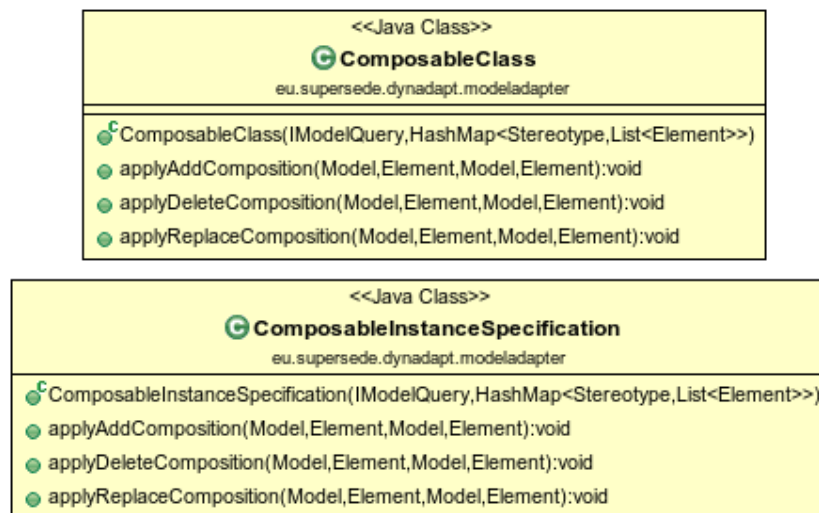 <<Java Class>>
C ComposableClass
eu.supersede.dynadapt.modeladapter
C ComposableClass(IModelQuery,HashMap<Stereotype,List<Element>>)
applyAddComposition(Model,Element,Model,Element):void
applyDeleteComposition(Model,Element,Model,Element):void
applyReplaceComposition(Model,Element,Model,Element):void
<<Java Class>>
C ComposableInstanceSpecification
eu.supersede.dynadapt.modeladapter
C ComposableInstanceSpecification(IModelQuery,HashMap<Stereotype,List<Element>>)
applyAddComposition(Model,Element,Model,Element):void
applyDeleteComposition(Model,Element,Model,Element):void
applyReplaceComposition(Model,Element,Model,Element):void